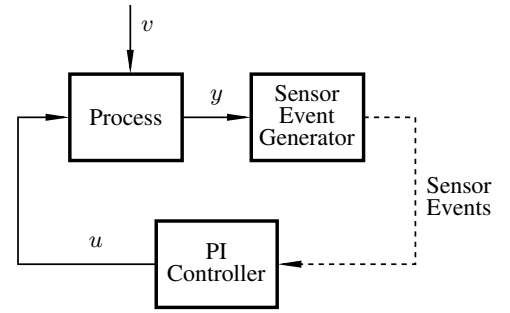 v
Process
y
Sensor
Event
Generator
Sensor
Events
u
PI
Controller